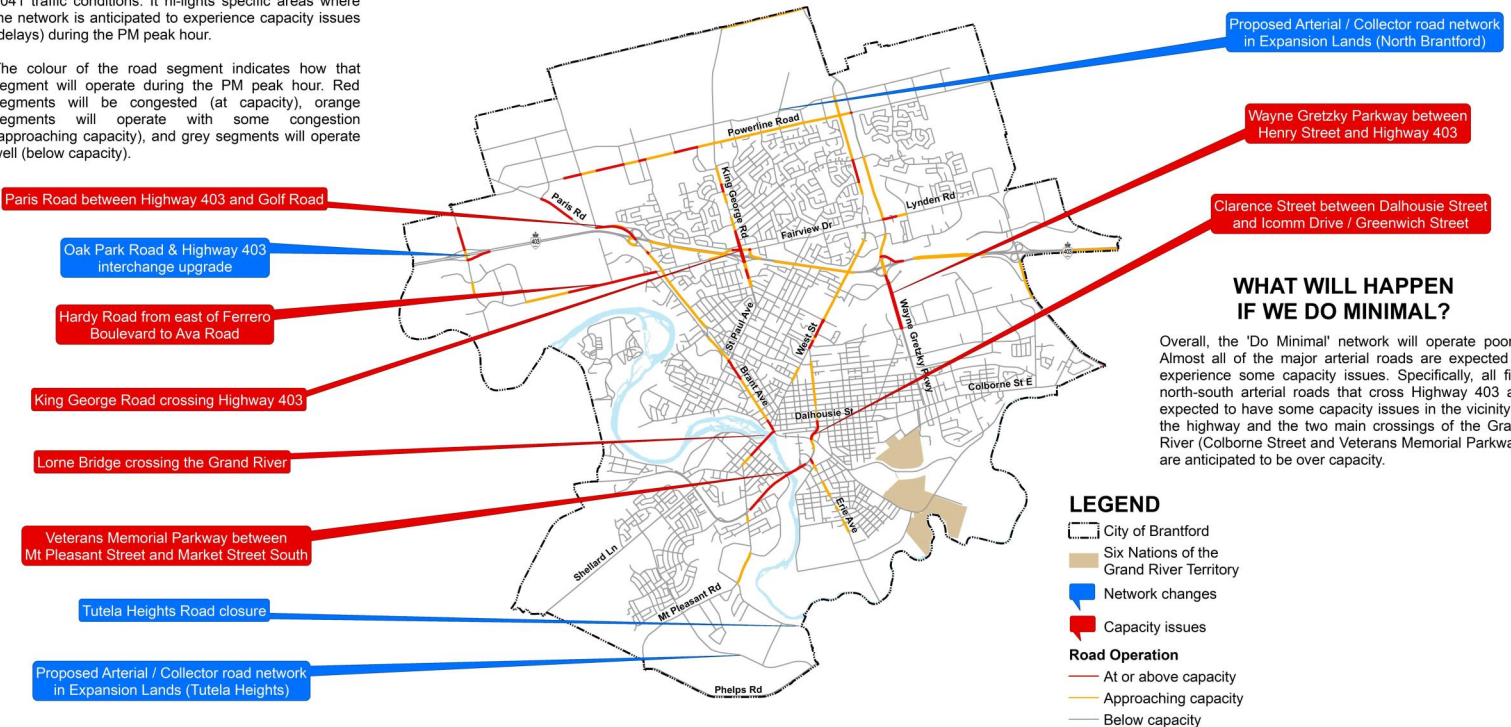 2041 traffic conditions. It hi-lights specific areas where
the network is anticipated to experience capacity issues
(delays) during the PM peak hour.
The colour of the road segment indicates how that
segment will operate during the PM peak hour. Red
segments will be congested (at capacity), orange
segments will operate with some congestion
(approaching capacity), and grey segments will operate
well (below capacity).
Paris Road between Highway 403 and Golf Road
Oak Park Road & Highway 403
interchange upgrade
Hardy Road from east of Ferrero
Boulevard to Ava Road
King George Road crossing Highway 403
Lorne Bridge crossing the Grand River
Veterans Memorial Parkway between
Mt Pleasant Street and Market Street South
Tutela Heights Road closure
Proposed Arterial / Collector road network
in Expansion Lands (Tutela Heights)
Powerline Road
King George Rd
Paris Rd
Lynden Rd
Fairview Dr
403
403
St Paul Ave
West St
Wayne Gretzky Pkwy
Brant Ave
Colborne St E
Dalhousie St
Erie Ave
Shellard Ln
Mt Pleasant Rd
Phelps Rd
Proposed Arterial / Collector road network
in Expansion Lands (North Brantford)
Wayne Gretzky Parkway between
Henry Street and Highway 403
Clarence Street between Dalhousie Street
and Icomm Drive / Greenwich Street
WHAT WILL HAPPEN
IF WE DO MINIMAL?
Overall, the 'Do Minimal' network will operate poor
Almost all of the major arterial roads are expected
experience some capacity issues. Specifically, all fi
north-south arterial roads that cross Highway 403 a
expected to have some capacity issues in the vicinity
the highway and the two main crossings of the Gra
River (Colborne Street and Veterans Memorial Parkwa
are anticipated to be over capacity.
LEGEND
City of Brantford
Six Nations of the
Grand River Territory
Network changes
Capacity issues
Road Operation
At or above capacity
Approaching capacity
Below capacity